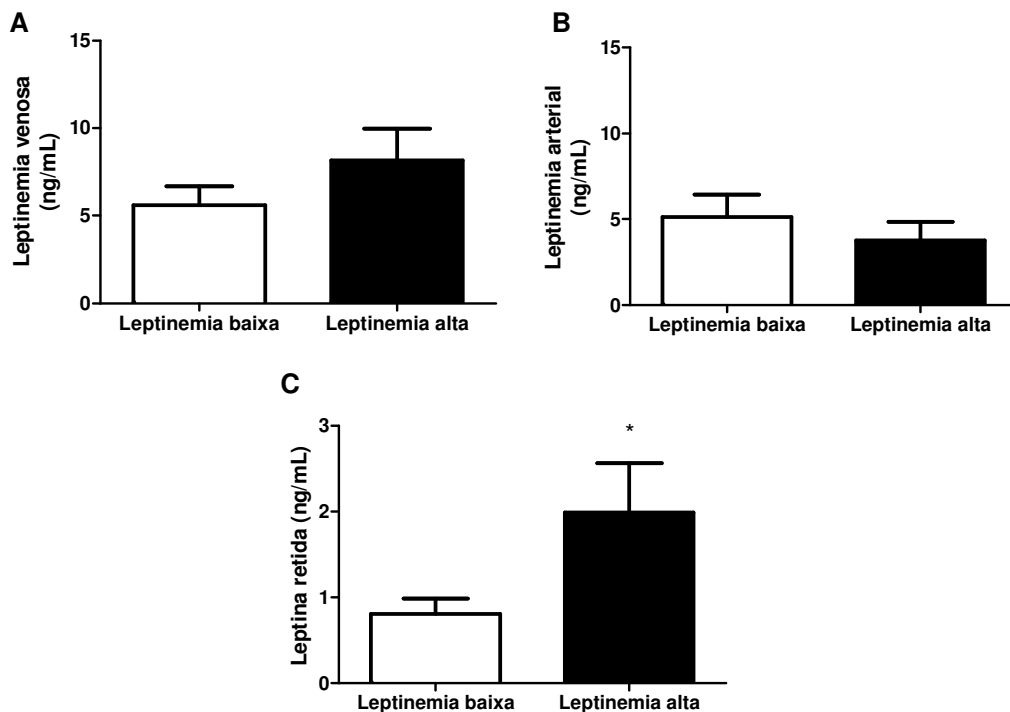 A
Leptinemia venosa
(ng/mL)
15
10
5
0
Leptinemia baixa
Leptinemia alta
B
Leptinemia arterial
(ng/mL)
15
10
5
0
Leptinemia baixa
Leptinemia alta
C
Leptina retida (ng/mL)
3
2
1
0
*
Leptinemia baixa
Leptinemia alta